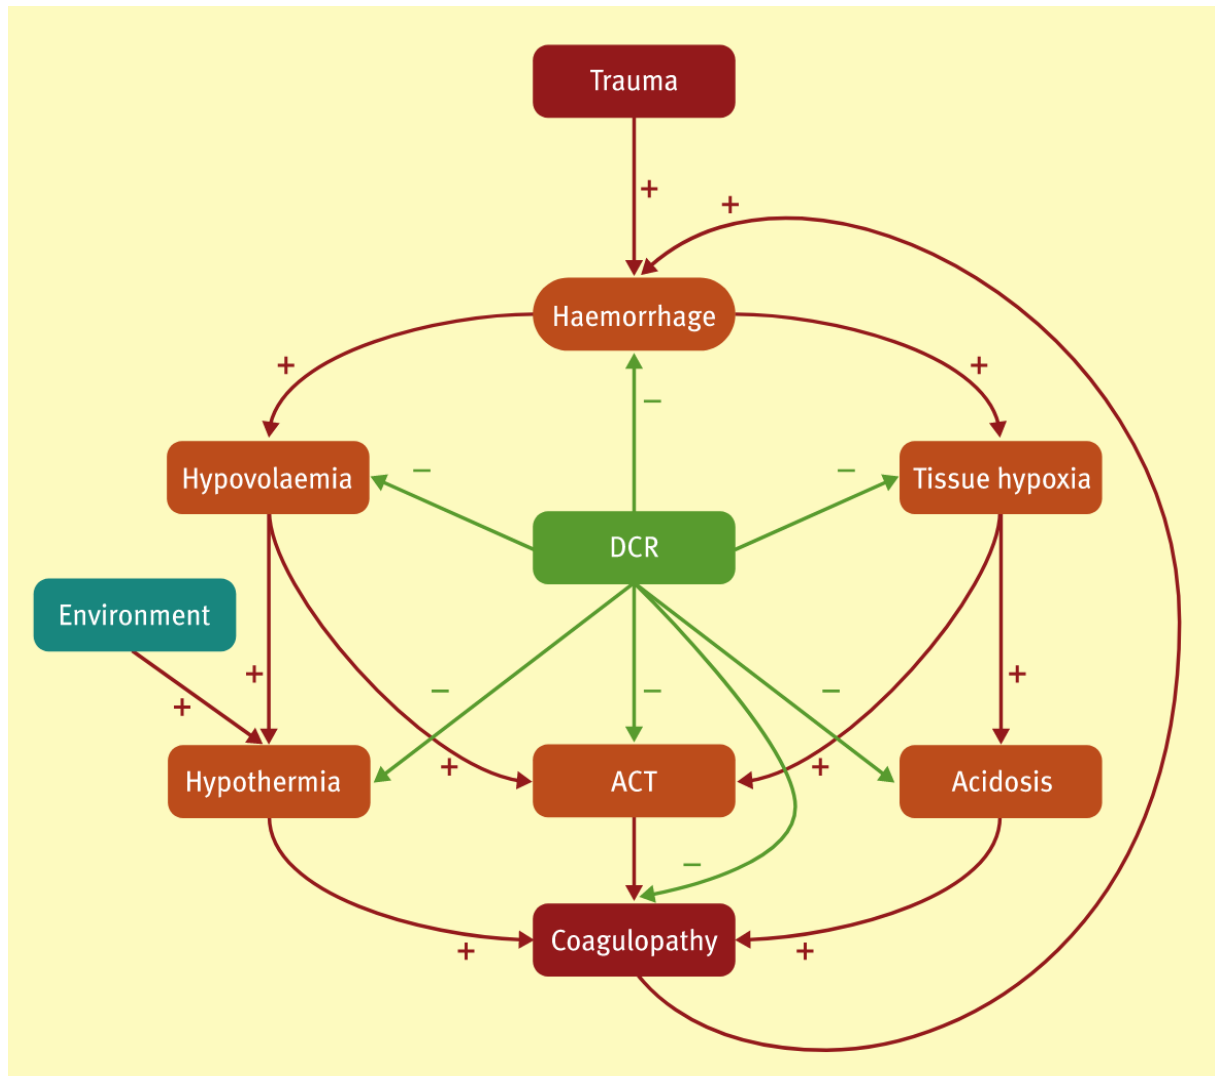 Trauma
+
+
Haemorrhage
+
+
−
Hypovolaemia
−
−
Tissue hypoxia
DCR
Environment
+
+
+
−
−
−
Hypothermia
+
ACT
+
Acidosis
−
Coagulopathy
+
+